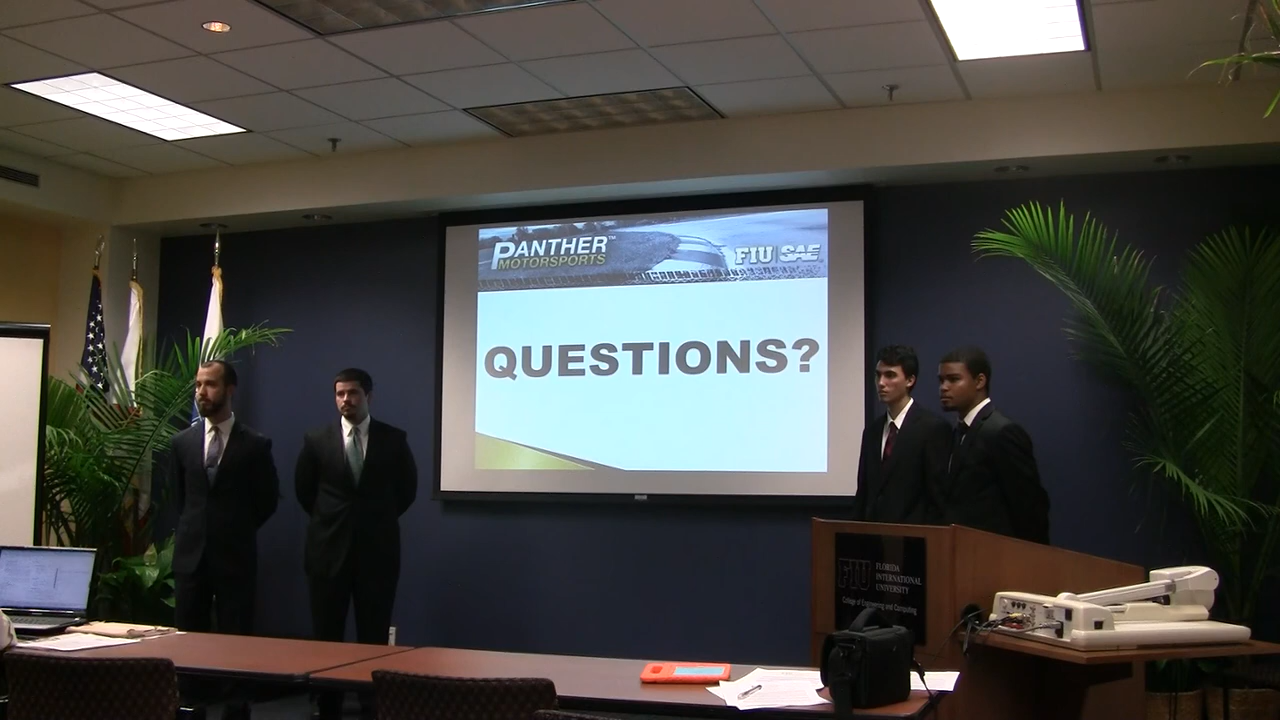 PANTHER™
MOTORSPORTS
FIU SAE
QUESTIONS?
FIU
FLORIDA
INTERNATIONAL
UNIVERSITY
College of Engineering and Computing